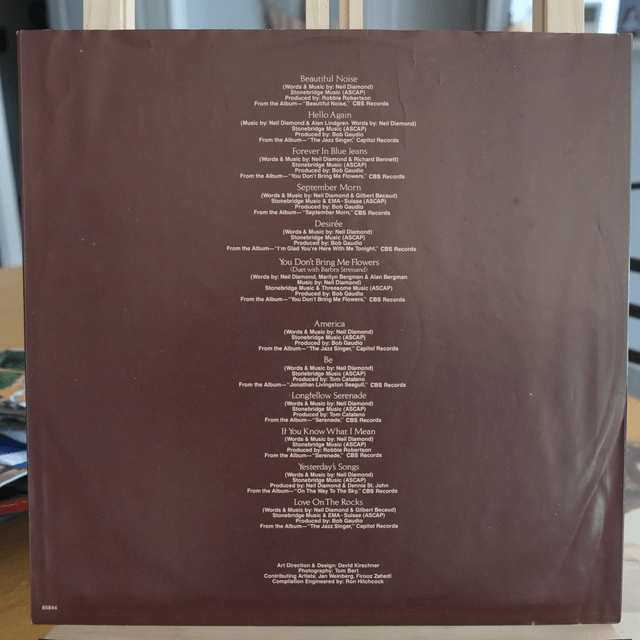 Beautiful Noise
(Words & Music by: Neil Diamond)
Stonebridge Music (ASCAP)
Produced by: Robbie Robertson
From the Album—"Beautiful Noise," CBS Records
Hello Again
(Music by: Neil Diamond & Alan Lindgren Words by: Neil Diamond)
Stonebridge Music (ASCAP)
Produced by: Bob Gaudio
From the Album—"The Jazz Singer," Capitol Records
Forever In Blue Jeans
(Words & Music by: Neil Diamond & Richard Bennett)
Stonebridge Music (ASCAP)
Produced by: Bob Gaudio
From the Album—"You Don't Bring Me Flowers," CBS Records
September Morn
(Words & Music by: Neil Diamond & Gilbert Becaud)
Stonebridge Music & EMA-Suisse (ASCAP)
Produced by: Bob Gaudio
From the Album—"September Morn," CBS Records
Desirée
(Words & Music by: Neil Diamond)
Stonebridge Music (ASCAP)
Produced by: Bob Gaudio
From the Album—"I'm Glad You're Here With Me Tonight," CBS Records
You Don't Bring Me Flowers
(Duet with Barbra Streisand)
(Words by: Neil Diamond, Marilyn Bergman & Alan Bergman
Music by: Neil Diamond)
Stonebridge Music & Threesome Music (ASCAP)
Produced by: Bob Gaudio
From the Album—"You Don't Bring Me Flowers," CBS Records
America
(Words & Music by: Neil Diamond)
Stonebridge Music (ASCAP)
Produced by: Bob Gaudio
From the Album—"The Jazz Singer," Capitol Records
Be
(Words & Music by: Neil Diamond)
Stonebridge Music (ASCAP)
Produced by: Tom Catalano
From the Album—"Jonathan Livingston Seagull," CBS Records
Longfellow Serenade
(Words & Music by: Neil Diamond)
Stonebridge Music (ASCAP)
Produced by: Tom Catalano
From the Album—"Serenade," CBS Records
If You Know What I Mean
(Words & Music by: Neil Diamond)
Stonebridge Music (ASCAP)
Produced by: Robbie Robertson
From the Album—"Serenade," CBS Records
Yesterday's Songs
(Words & Music by: Neil Diamond)
Stonebridge Music (ASCAP)
Produced by: Neil Diamond & Dennis St. John
From the Album—"On The Way To The Sky," CBS Records
Love On The Rocks
(Words & Music by: Neil Diamond & Gilbert Becaud)
Stonebridge Music & EMA-Suisse (ASCAP)
Produced by: Bob Gaudio
From the Album—"The Jazz Singer," Capitol Records
Art Direction & Design: David Kirschner
Photography: Tom Bert
Contributing Artists: Jan Weinberg, Firooz Zahedi
Compilation Engineered by: Ron Hitchcock
85844